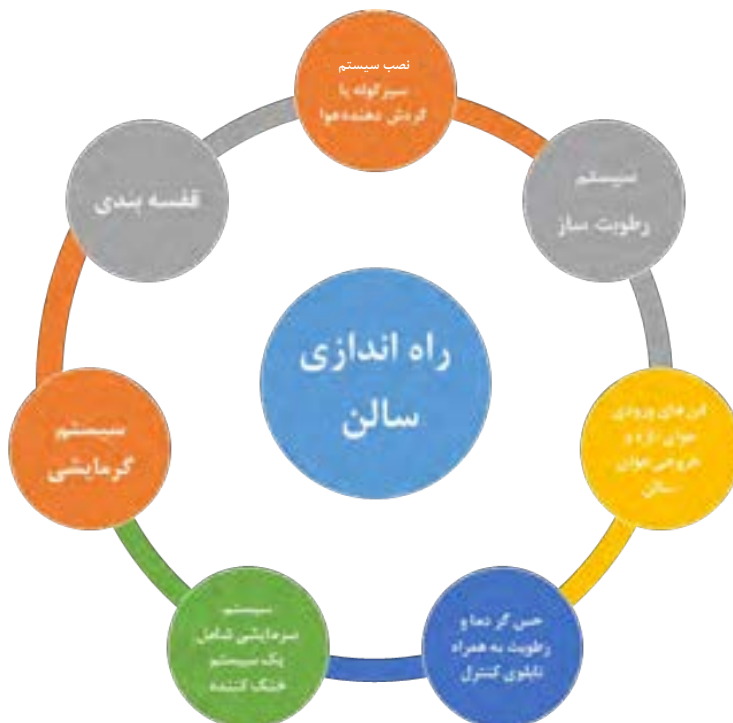 نصب سیستم
سیرکوله یا
گردش دهنده هوا
سیستم
رطوبت ساز
فن های ورودی
هوای تازه و
خروجی هوای
سالن
حس گر دما و
رطوبت به همراه
تابلوی کنترل
سیستم
سرمایشی شامل
یک سیستم
خنک کننده
سیستم
گرمایشی
قفسه بندی
راه اندازی
سالن